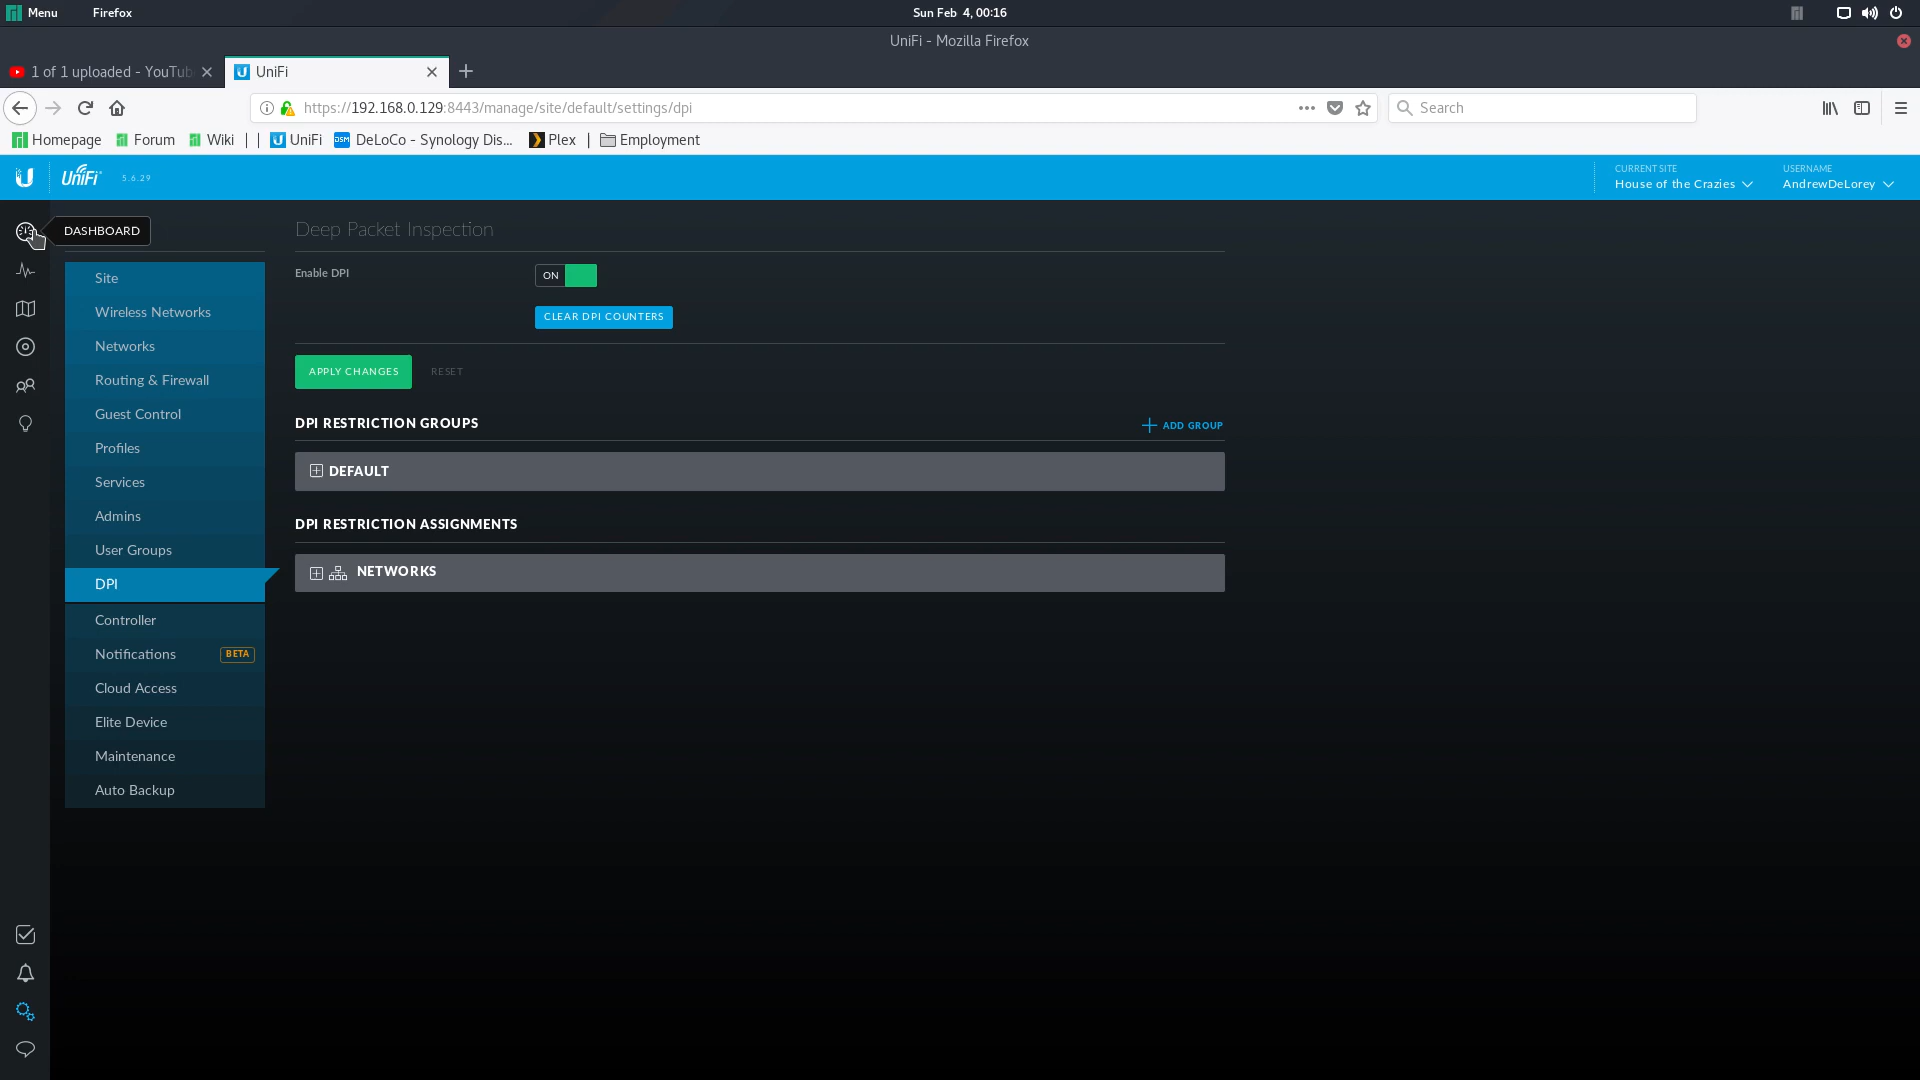 Menu Firefox Sun Feb 4, 00:16
UniFi - Mozilla Firefox
1 of 1 uploaded - YouTub UniFi
https://192.168.0.129:8443/manage/site/default/settings/dpi Search
Homepage Forum Wiki | | UniFi DSM DeLoCo - Synology Dis... Plex | Employment
U UniFi 5.6.29
CURRENT SITE
House of the Crazies
USERNAME
AndrewDeLorey
DASHBOARD
Site
Wireless Networks
Networks
Routing & Firewall
Guest Control
Profiles
Services
Admins
User Groups
DPI
Controller
Notifications BETA
Cloud Access
Elite Device
Maintenance
Auto Backup
Deep Packet Inspection
Enable DPI ON
CLEAR DPI COUNTERS
APPLY CHANGES RESET
DPI RESTRICTION GROUPS ADD GROUP
DEFAULT
DPI RESTRICTION ASSIGNMENTS
NETWORKS